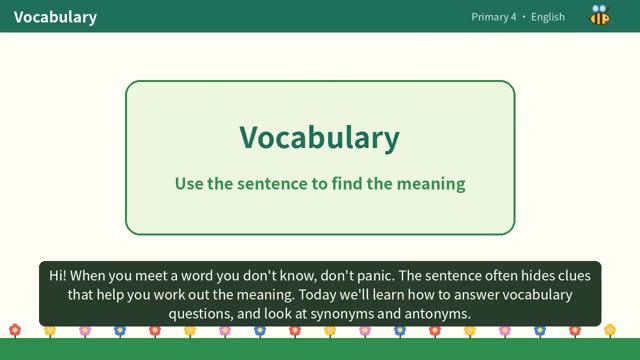 Vocabulary
Primary 4 • English
Vocabulary
Use the sentence to find the meaning
Hi! When you meet a word you don't know, don't panic. The sentence often hides clues
that help you work out the meaning. Today we'll learn how to answer vocabulary
questions, and look at synonyms and antonyms.